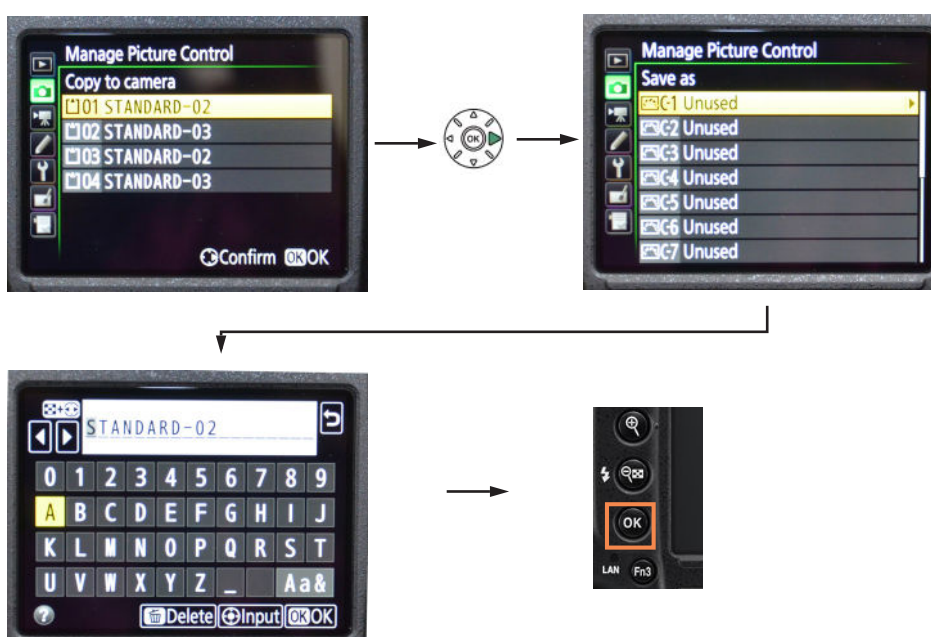 Manage Picture Control
Copy to camera
01 STANDARD-02
02 STANDARD-03
03 STANDARD-02
04 STANDARD-03
Confirm OK OK
OK
Manage Picture Control
Save as
C-1 Unused
C-2 Unused
C-3 Unused
C-4 Unused
C-5 Unused
C-6 Unused
C-7 Unused
STANDARD-02
0 1 2 3 4 5 6 7 8 9
A B C D E F G H I J
K L M N O P Q R S T
U V W X Y Z _ Aa&
? Delete Input OK OK
OK
LAN Fn3